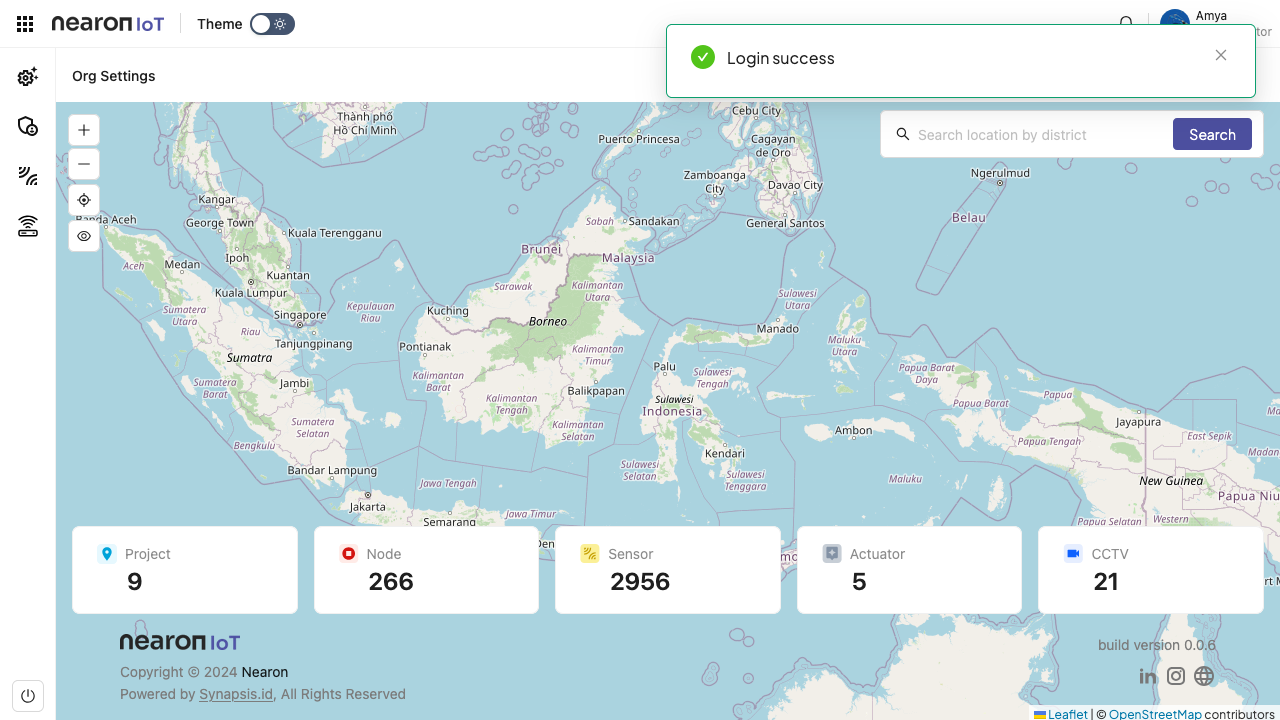 nearon IoT
Theme
Amya
tor
Login success
Org Settings
Search location by district
Search
Thành phố
Hồ Chí Minh
Cebu City
Puerto Princesa
Cagayan
de Oro
Zamboanga
City
Davao City
General Santos
Ngerulmud
Belau
Kangar
Banda Aceh
George Town
Kuala Terengganu
Ipoh
Aceh
Medan
Kuantan
Kuala Lumpur
Sabah
Sandakan
Brunei
Malaysia
Sarawak
Kalimantan
Utara
Sulawesi
Utara
Sumatera
Utara
Kepulauan
Riau
Kuching
Singapore
Riau
Borneo
Manado
Tanjungpinang
Maluku
Utara
Pontianak
Sumatra
Kalimantan
Timur
Palu
Papua Barat
Daya
Jambi
Sumatera
Barat
Kalimantan
Barat
Sulawesi
Tengah
Balikpapan
Kalimantan
Tengah
Sulawesi
Indonesia
Papua Barat
Papua
Sumatera
Selatan
Kalimantan
Selatan
Ambon
Jayapura
Bengkulu
Papua Tengah
East Sepik
Kendari
Madan
Bandar Lampung
Sulawesi
Selatan
Sulawesi
Tenggara
Jawa Tengah
Maluku
New Guinea
Jakarta
Papua Niu
Semarang
Jawa Timur
Papua Selatan
Western
Den
mo
rt M
Project
9
Node
266
Sensor
2956
Actuator
5
CCTV
21
nearon IoT
Copyright © 2024 Nearon
Powered by Synapsis.id, All Rights Reserved
build version 0.0.6
Leaflet | © OpenStreetMap contributors